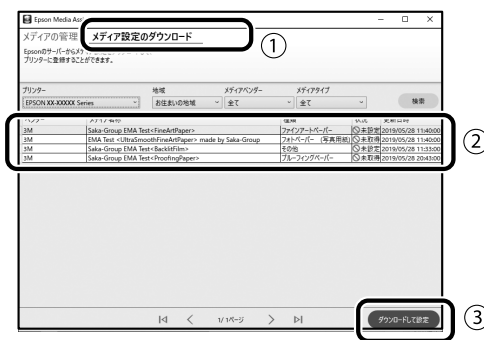 Epson Media Ass
メディアの管理 メディア設定のダウンロード
①
Epsonのサーバーからメデ
プリンターに登録することができます。
プリンター 地域 メディアベンダー メディアタイプ
EPSON XX-XXXXX Series お住まいの地域 全て 全て 検索
ベンダー メディア名称 種類 状況 更新日時
②
3M Saka-Group EMA Test<FineArtPaper> ファインアートペーパー 未設定 2019/05/28 11:40:00
3M EMA Test <UltraSmoothFineArtPaper> made by Saka-Group フォトペーパー (写真用紙) 未取得 2019/05/28 11:40:00
3M Saka-Group EMA Test<BacklitFilm> その他 未設定 2019/05/28 11:33:00
3M Saka-Group EMA Test<ProofingPaper> プルーフィングペーパー 未取得 2019/05/28 20:43:00
1/ 1ページ ダウンロードして設定
③